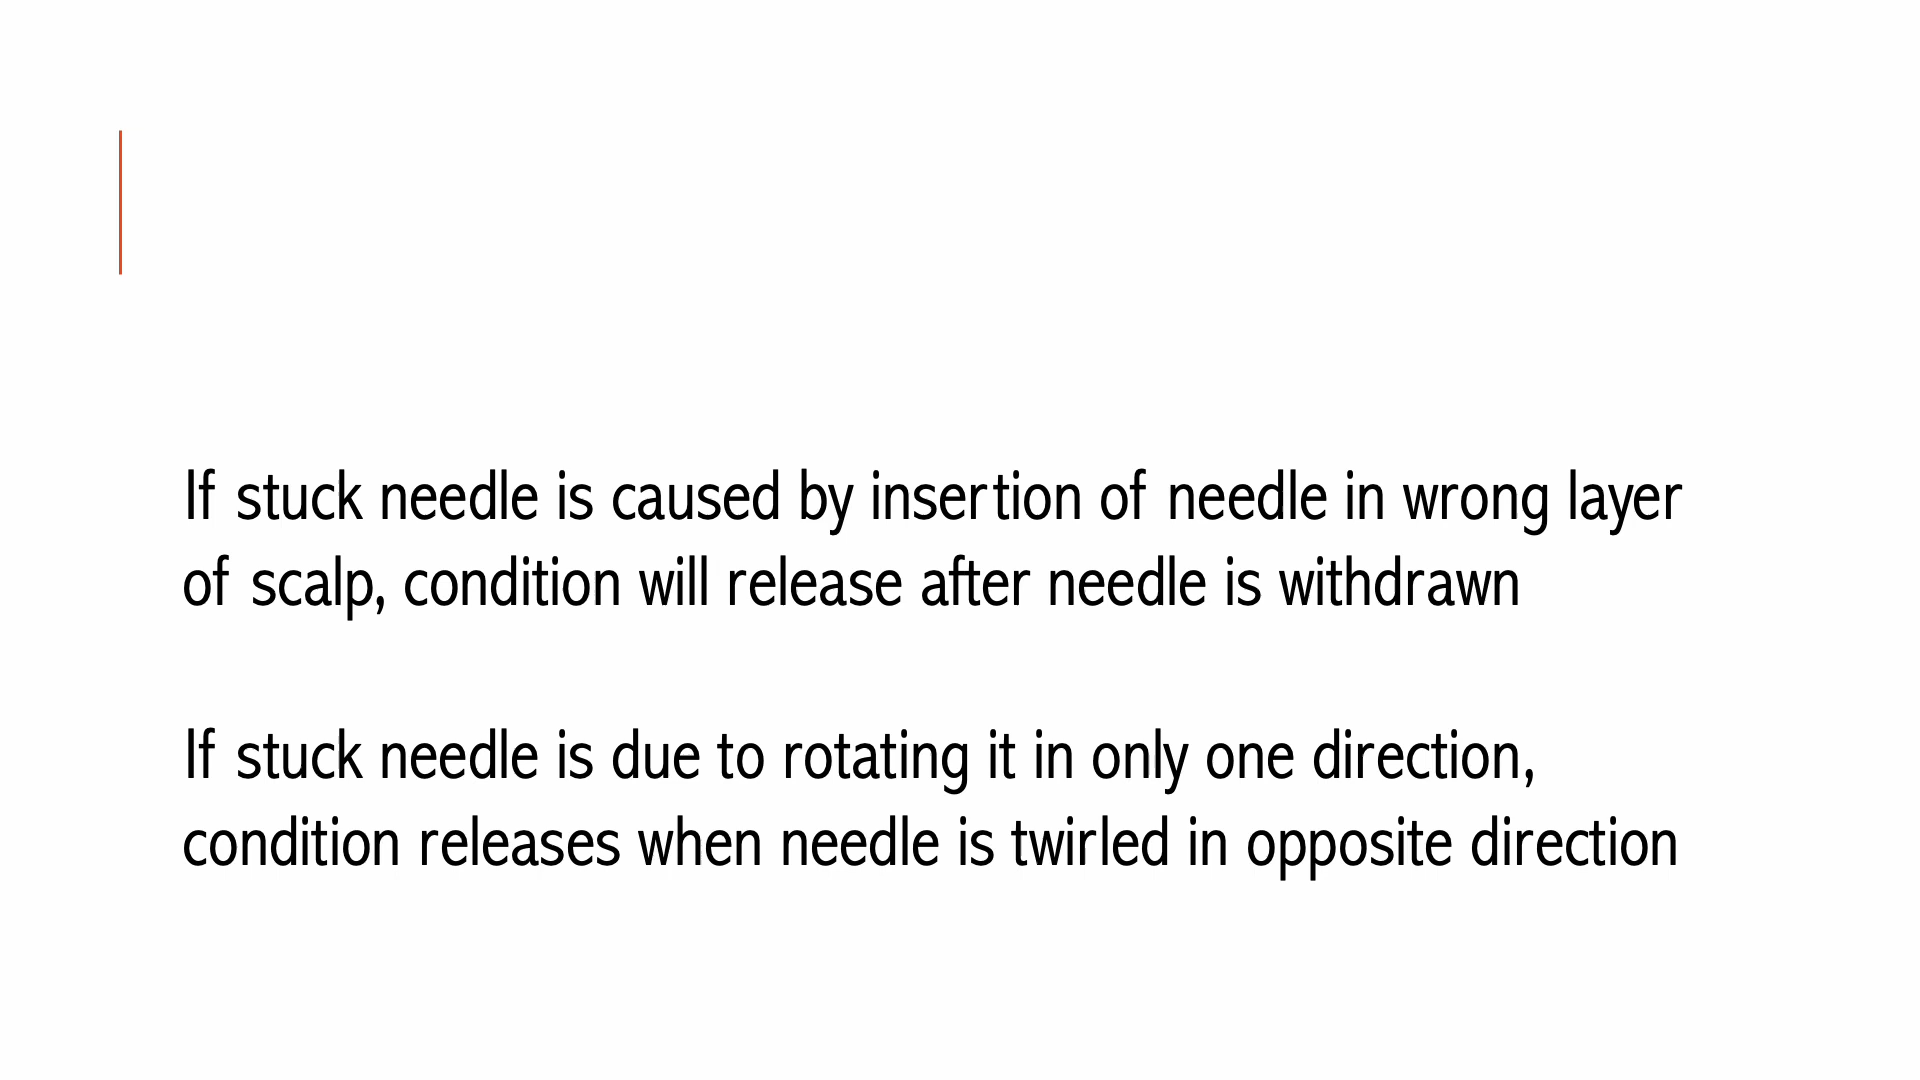 If stuck needle is caused by insertion of needle in wrong layer
of scalp, condition will release after needle is withdrawn
If stuck needle is due to rotating it in only one direction,
condition releases when needle is twirled in opposite direction